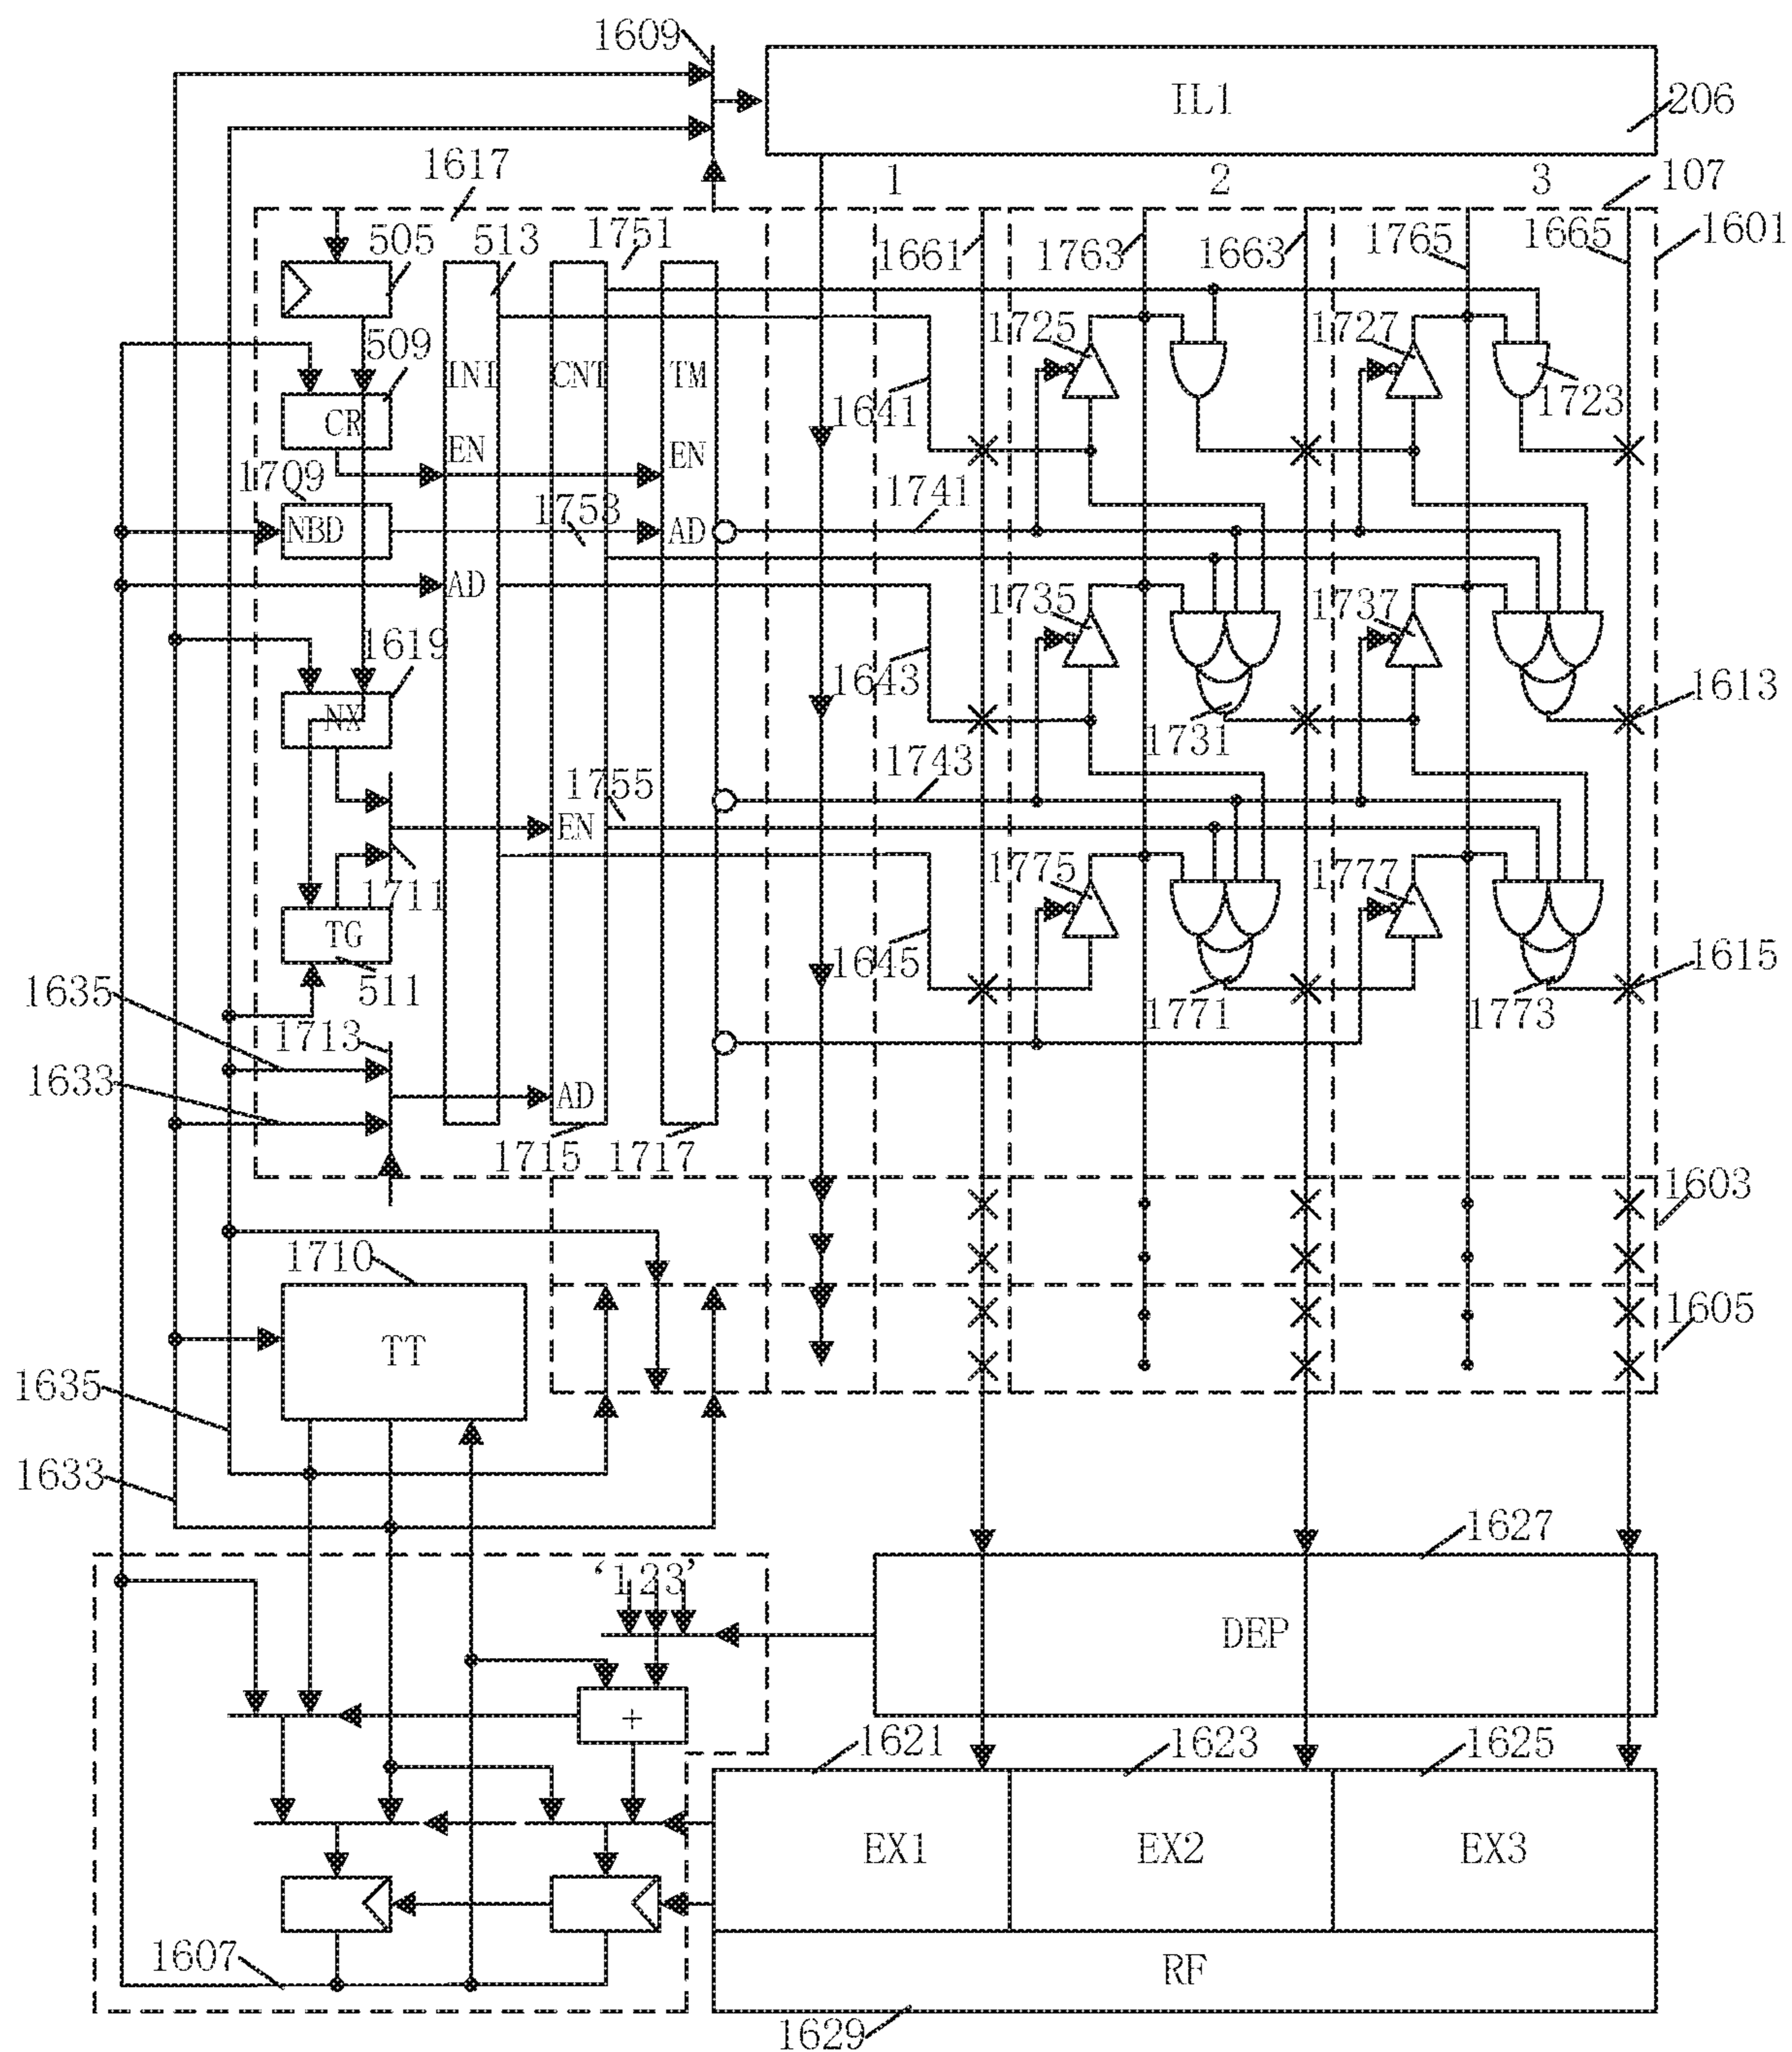 1609
IL1
206
1617
1
2
3
107
505
513
1751
1661
1763
1663
1765
1665
1601
509
INI
CNT
TM
1725
1727
1723
CR
EN
EN
1641
1709
NBD
1753
AD
1741
AD
1735
1737
1619
1643
1613
NX
1731
1743
1755
EN
1711
1775
1777
TG
511
1645
1615
1635
1771
1773
1713
1633
AD
1715
1717
1603
1710
1605
TT
1635
1633
1627
'123'
DEP
+
1621
1623
1625
EX1
EX2
EX3
1607
RF
1629